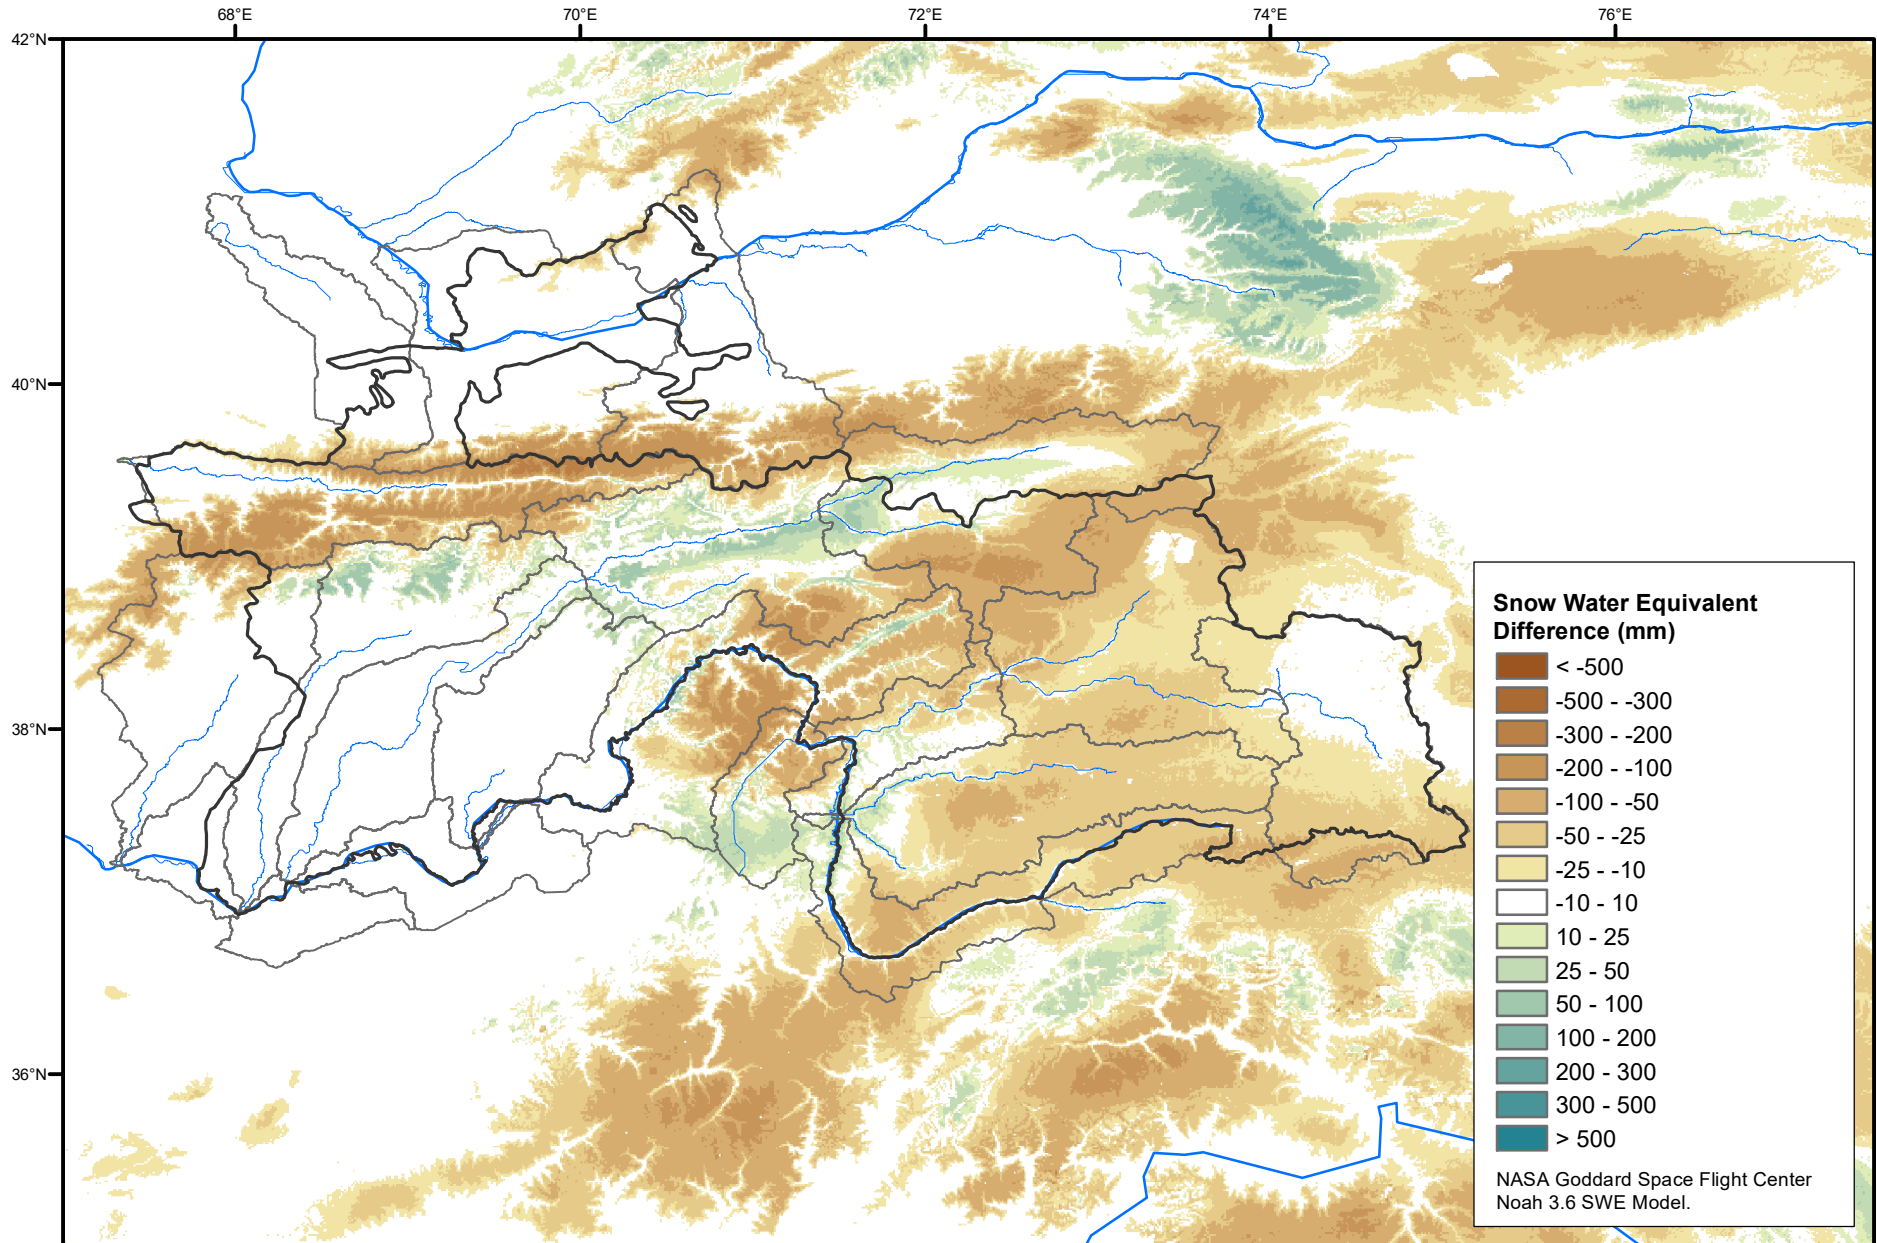 68°E
70°E
72°E
74°E
76°E
42°N
40°N
38°N
36°N
Snow Water Equivalent
Difference (mm)
< -500
-500 - -300
-300 - -200
-200 - -100
-100 - -50
-50 - -25
-25 - -10
-10 - 10
10 - 25
25 - 50
50 - 100
100 - 200
200 - 300
300 - 500
> 500
NASA Goddard Space Flight Center
Noah 3.6 SWE Model.